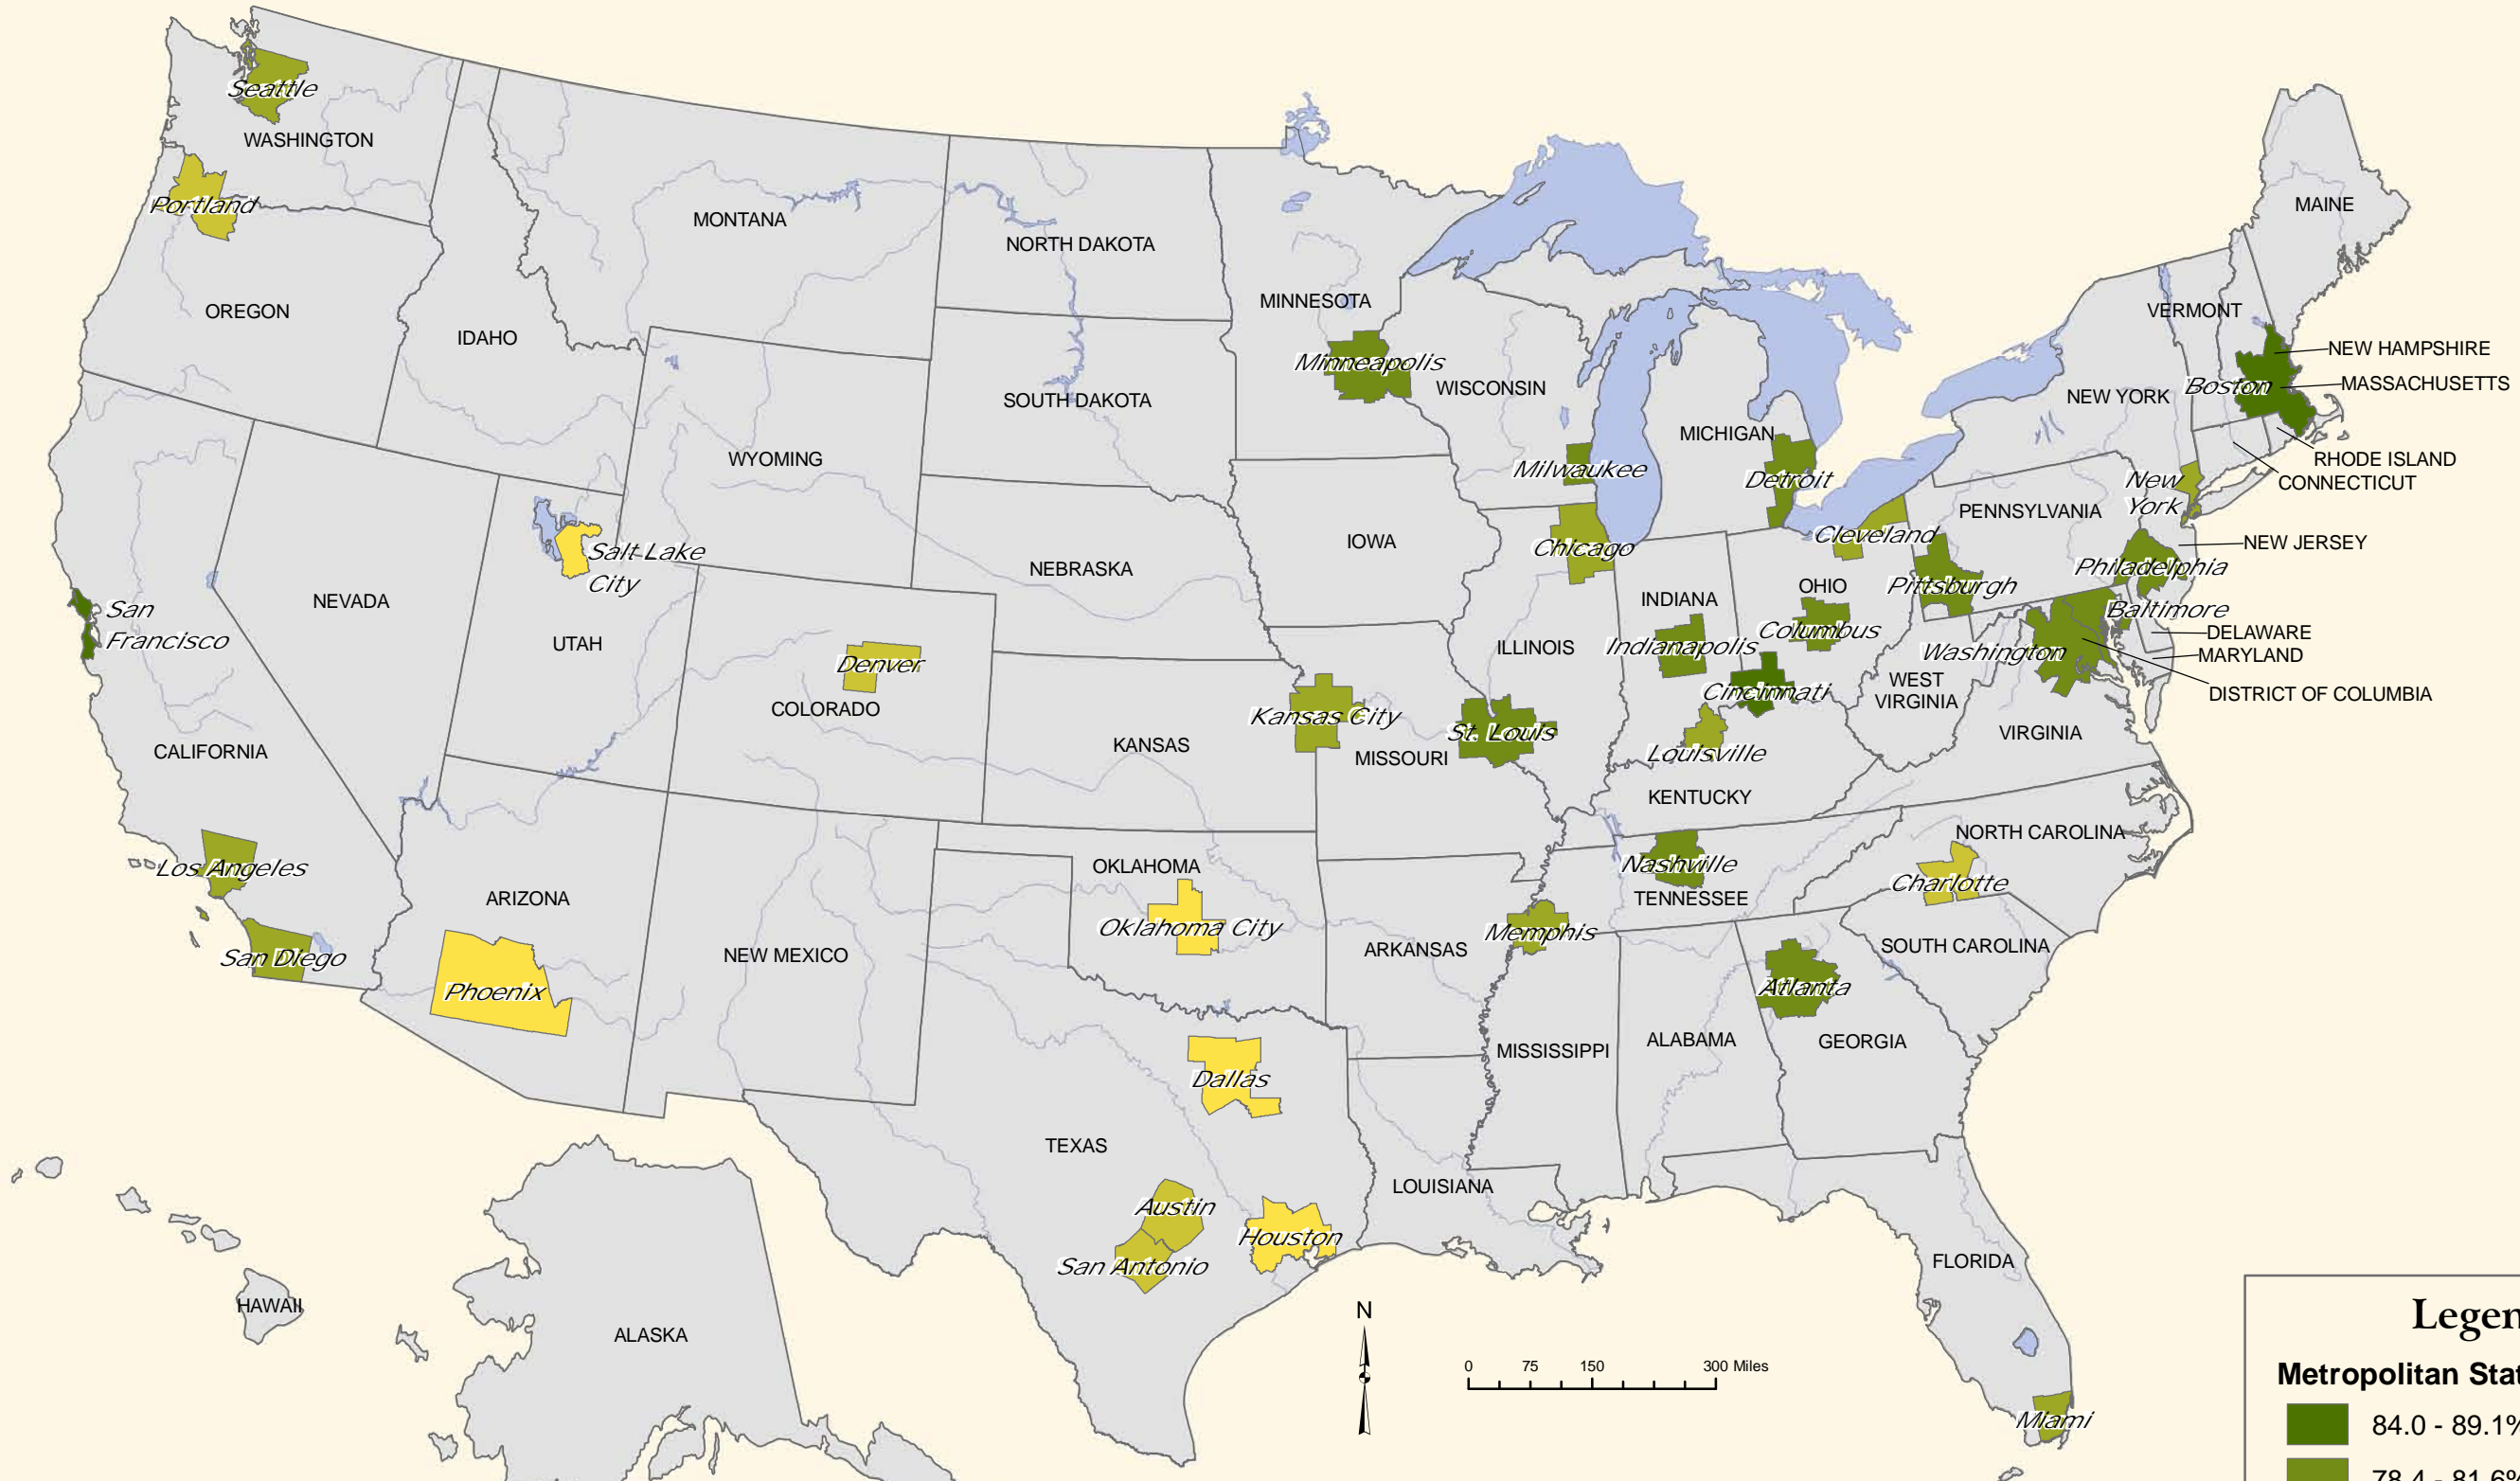 Seattle
WASHINGTON
Portland
OREGON
IDAHO
MONTANA
NORTH DAKOTA
SOUTH DAKOTA
MINNESOTA
Minneapolis
WISCONSIN
Milwaukee
MICHIGAN
Detroit
MAINE
VERMONT
NEW HAMPSHIRE
MASSACHUSETTS
Boston
NEW YORK
RHODE ISLAND
CONNECTICUT
New
York
PENNSYLVANIA
NEW JERSEY
Philadelphia
Baltimore
DELAWARE
MARYLAND
DISTRICT OF COLUMBIA
Washington
Pittsburgh
Cleveland
OHIO
Columbus
Cincinnati
INDIANA
Indianapolis
Chicago
ILLINOIS
IOWA
WYOMING
NEBRASKA
Salt Lake
City
NEVADA
UTAH
San
Francisco
CALIFORNIA
Denver
COLORADO
KANSAS
Kansas City
St. Louis
MISSOURI
Louisville
KENTUCKY
WEST
VIRGINIA
VIRGINIA
NORTH CAROLINA
Charlotte
SOUTH CAROLINA
Nashville
TENNESSEE
Memphis
ARKANSAS
OKLAHOMA
Oklahoma City
NEW MEXICO
ARIZONA
Phoenix
Los Angeles
San Diego
Dallas
TEXAS
Austin
San Antonio
Houston
LOUISIANA
MISSISSIPPI
ALABAMA
Atlanta
GEORGIA
FLORIDA
Miami
HAWAII
ALASKA
N
0 75 150 300 Miles
Legen
Metropolitan Stat
84.0 - 89.1%
78.4 - 81.6%